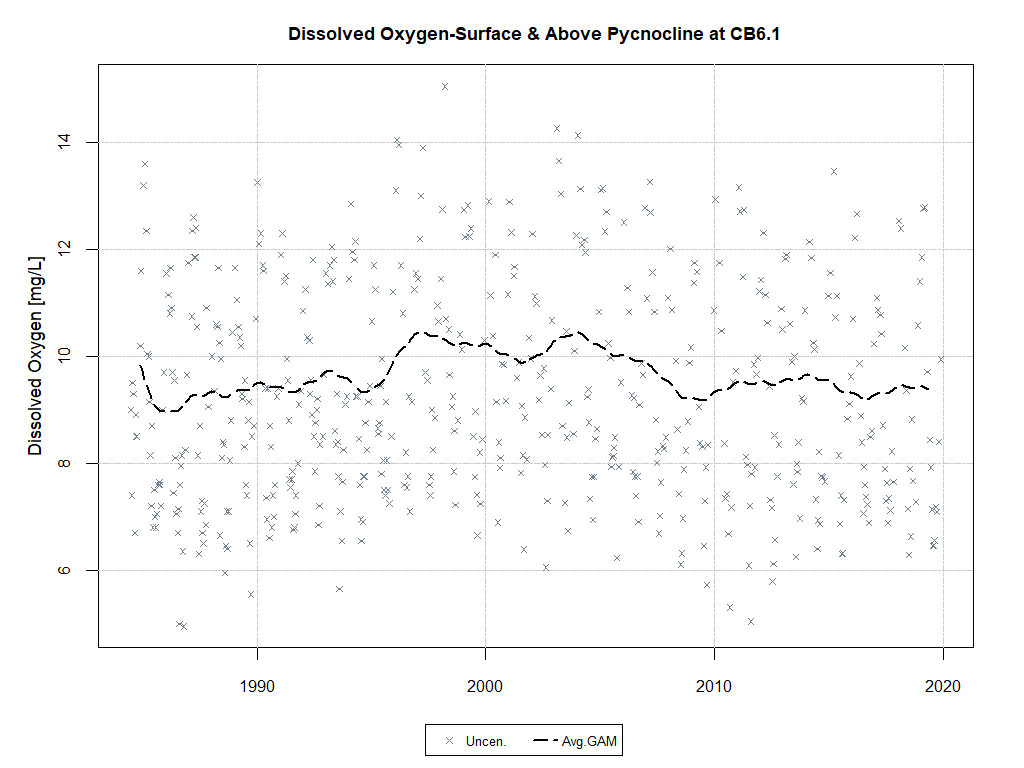 Dissolved Oxygen-Surface & Above Pycnocline at CB6.1
Dissolved Oxygen [mg/L]
14
12
10
8
6
1990
2000
2010
2020
Uncen.
Avg.GAM